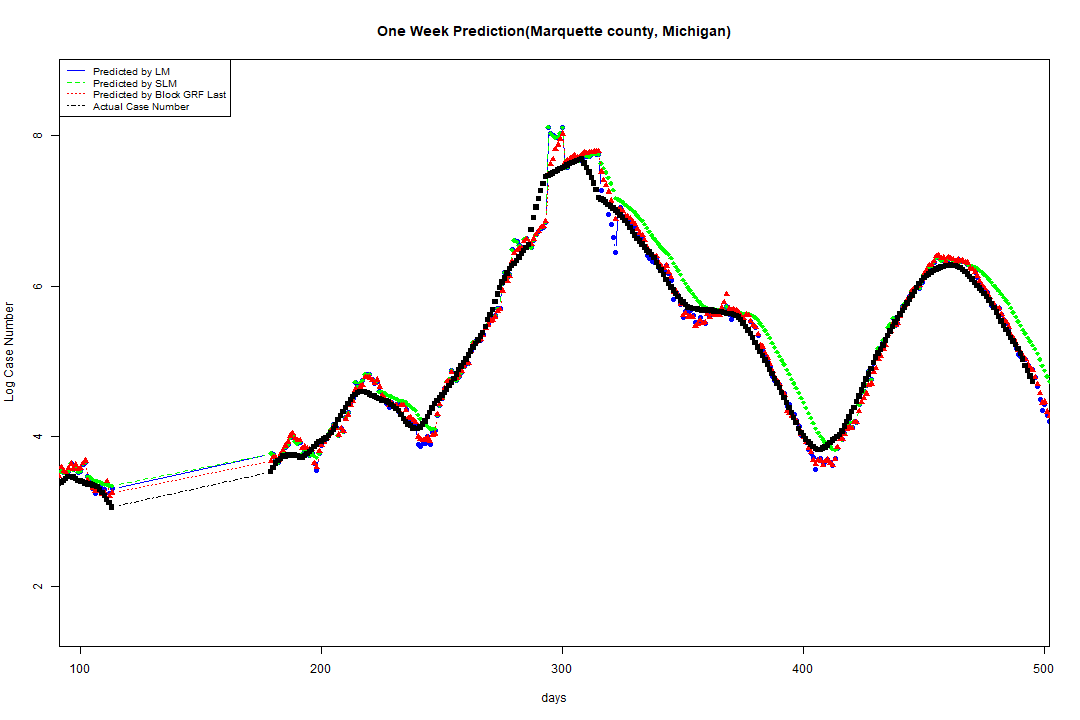 One Week Prediction(Marquette county, Michigan)
Predicted by LM
Predicted by SLM
Predicted by Block GRF Last
Actual Case Number
8
6
4
2
Log Case Number
100 200 300 400 500
days